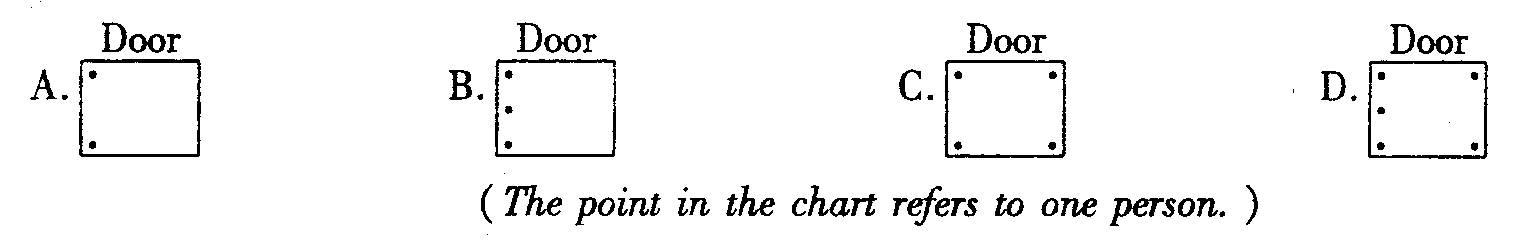 Door Door Door Door
A. B. C. D.
( The point in the chart refers to one person. )